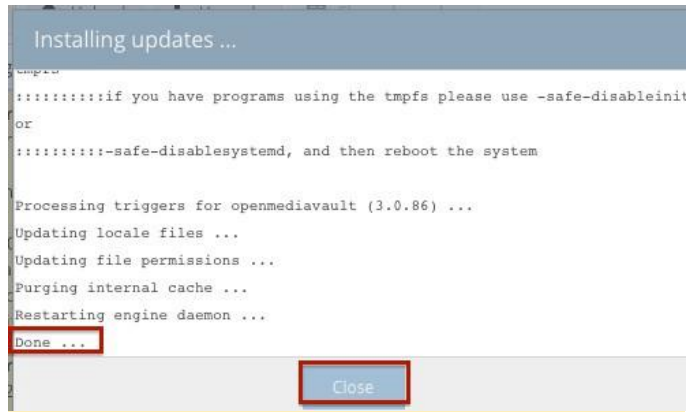 Installing updates ...
tmpfs
::::::::::if you have programs using the tmpfs please use -safe-disableinit
or
::::::::::-safe-disablesystemd, and then reboot the system
Processing triggers for openmediavault (3.0.86) ...
Updating locale files ...
Updating file permissions ...
Purging internal cache ...
Restarting engine daemon ...
Done ...
Close